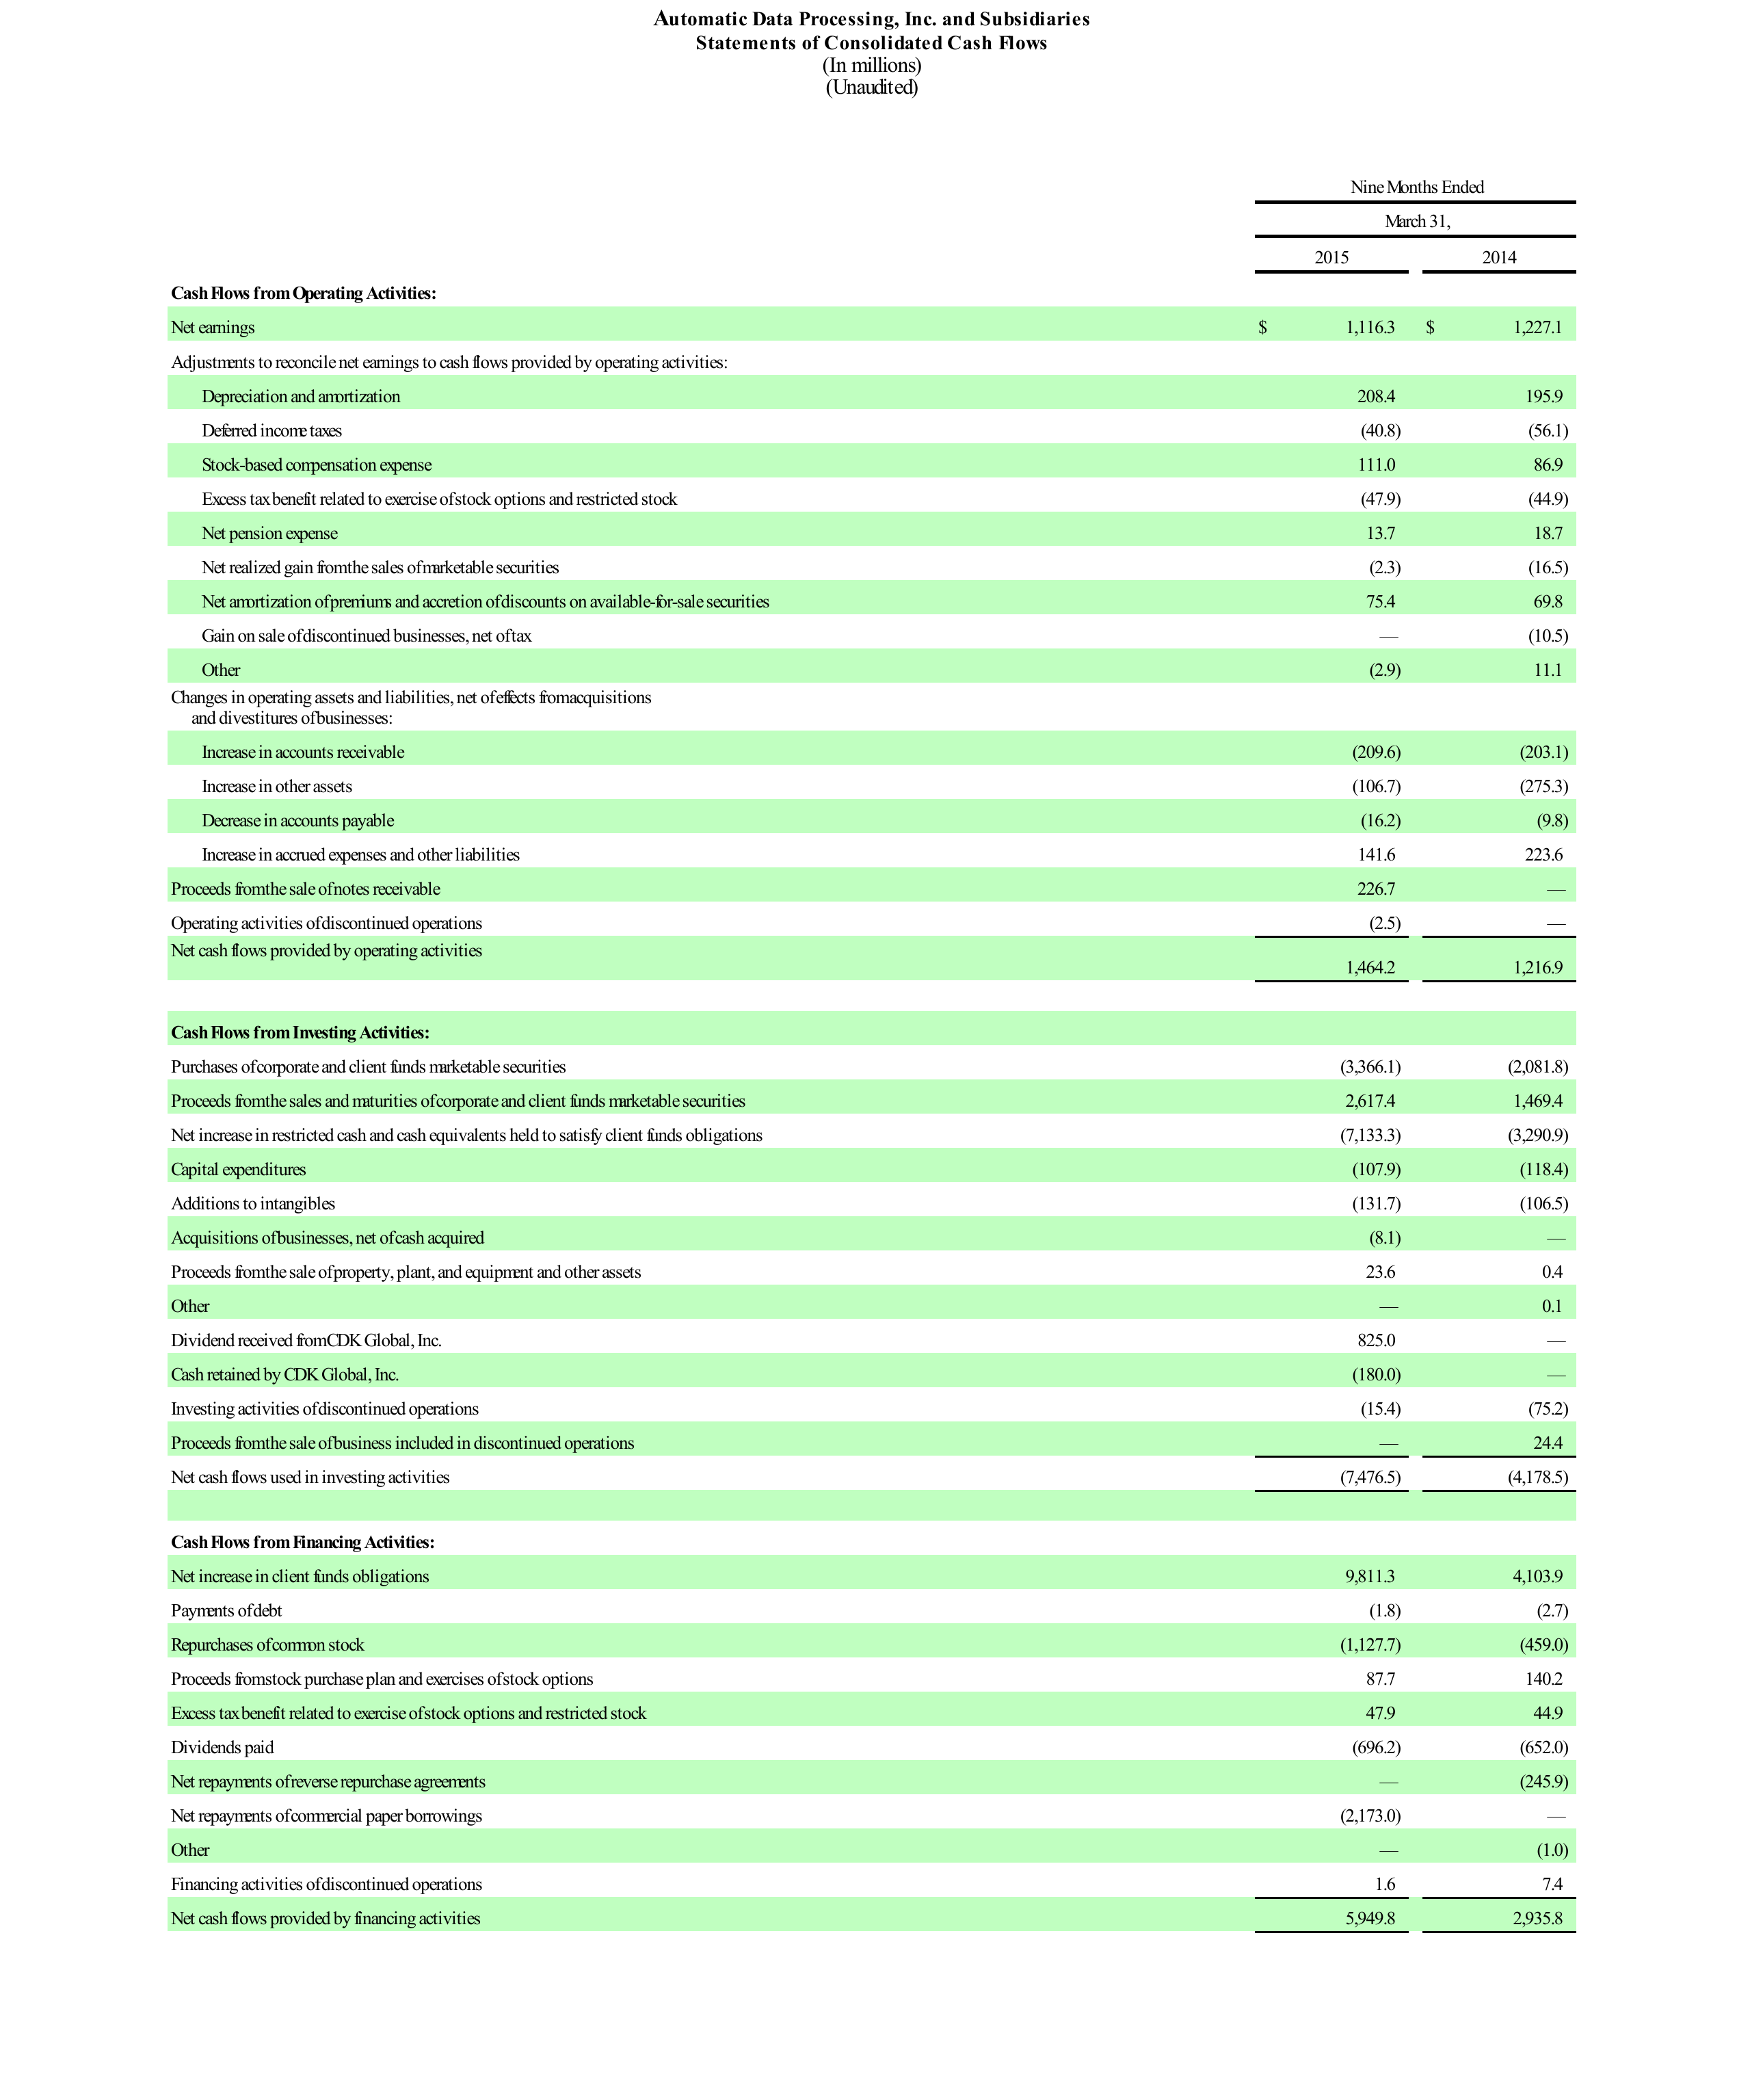 Automatic Data Processing, Inc. and Subsidiaries
Statements of Consolidated Cash Flows
(In millions)
(Unaudited)
Nine Months Ended
March 31,
2015 2014
Cash Flows from Operating Activities:
Net earnings $ 1,116.3 $ 1,227.1
Adjustments to reconcile net earnings to cash flows provided by operating activities:
Depreciation and amortization 208.4 195.9
Deferred income taxes (40.8) (56.1)
Stock-based compensation expense 111.0 86.9
Excess tax benefit related to exercise of stock options and restricted stock (47.9) (44.9)
Net pension expense 13.7 18.7
Net realized gain from the sales of marketable securities (2.3) (16.5)
Net amortization of premiums and accretion of discounts on available-for-sale securities 75.4 69.8
Gain on sale of discontinued businesses, net of tax — (10.5)
Other (2.9) 11.1
Changes in operating assets and liabilities, net of effects from acquisitions
and divestitures of businesses:
Increase in accounts receivable (209.6) (203.1)
Increase in other assets (106.7) (275.3)
Decrease in accounts payable (16.2) (9.8)
Increase in accrued expenses and other liabilities 141.6 223.6
Proceeds from the sale of notes receivable 226.7 —
Operating activities of discontinued operations (2.5) —
Net cash flows provided by operating activities 1,464.2 1,216.9
Cash Flows from Investing Activities:
Purchases of corporate and client funds marketable securities (3,366.1) (2,081.8)
Proceeds from the sales and maturities of corporate and client funds marketable securities 2,617.4 1,469.4
Net increase in restricted cash and cash equivalents held to satisfy client funds obligations (7,133.3) (3,290.9)
Capital expenditures (107.9) (118.4)
Additions to intangibles (131.7) (106.5)
Acquisitions of businesses, net of cash acquired (8.1) —
Proceeds from the sale of property, plant, and equipment and other assets 23.6 0.4
Other — 0.1
Dividend received from CDK Global, Inc. 825.0 —
Cash retained by CDK Global, Inc. (180.0) —
Investing activities of discontinued operations (15.4) (75.2)
Proceeds from the sale of business included in discontinued operations — 24.4
Net cash flows used in investing activities (7,476.5) (4,178.5)
Cash Flows from Financing Activities:
Net increase in client funds obligations 9,811.3 4,103.9
Payments of debt (1.8) (2.7)
Repurchases of common stock (1,127.7) (459.0)
Proceeds from stock purchase plan and exercises of stock options 87.7 140.2
Excess tax benefit related to exercise of stock options and restricted stock 47.9 44.9
Dividends paid (696.2) (652.0)
Net repayments of reverse repurchase agreements — (245.9)
Net repayments of commercial paper borrowings (2,173.0) —
Other — (1.0)
Financing activities of discontinued operations 1.6 7.4
Net cash flows provided by financing activities 5,949.8 2,935.8